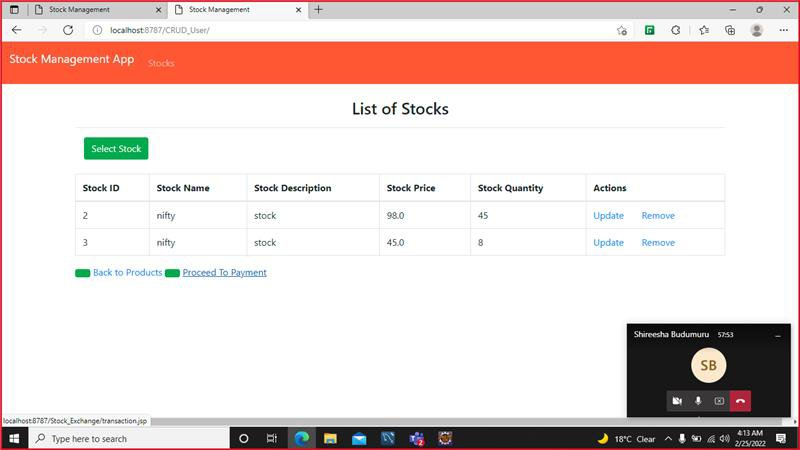 Stock Management
Stock Management
localhost:8787/CRUD_User/
Stock Management App Stocks
List of Stocks
Select Stock
Stock ID Stock Name Stock Description Stock Price Stock Quantity Actions
2 nifty stock 98.0 45 Update Remove
3 nifty stock 45.0 8 Update Remove
Back to Products Proceed To Payment
Shireesha Budumuru 57:53
SB
localhost:8787/Stock_Exchange/transaction.jsp
Type here to search
18°C Clear
4:13 AM
2/25/2022